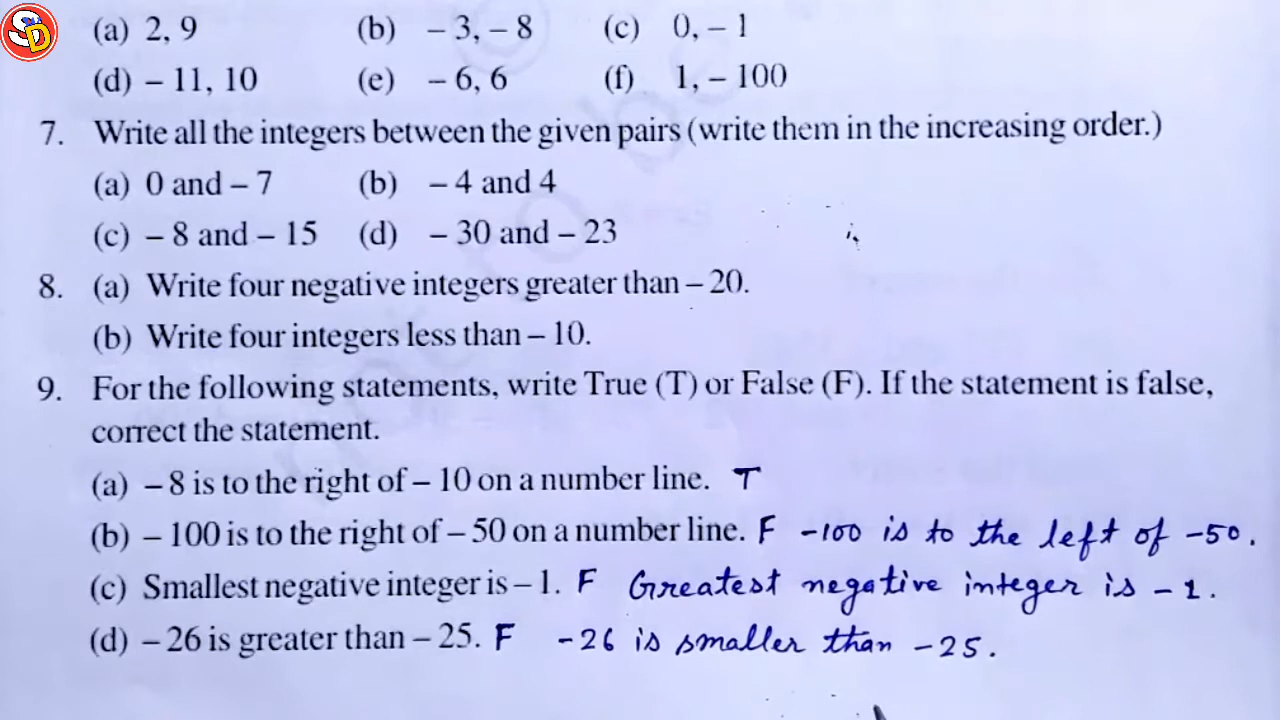 SD
(a) 2, 9 (b) – 3, – 8 (c) 0, – 1
(d) – 11, 10 (e) – 6, 6 (f) 1, – 100
7. Write all the integers between the given pairs (write them in the increasing order.)
(a) 0 and – 7 (b) – 4 and 4
(c) – 8 and – 15 (d) – 30 and – 23
8. (a) Write four negative integers greater than – 20.
(b) Write four integers less than – 10.
9. For the following statements, write True (T) or False (F). If the statement is false,
correct the statement.
(a) – 8 is to the right of – 10 on a number line. T
(b) – 100 is to the right of – 50 on a number line. F -100 is to the left of -50.
(c) Smallest negative integer is – 1. F Greatest negative integer is -1.
(d) – 26 is greater than – 25. F -26 is smaller than -25.